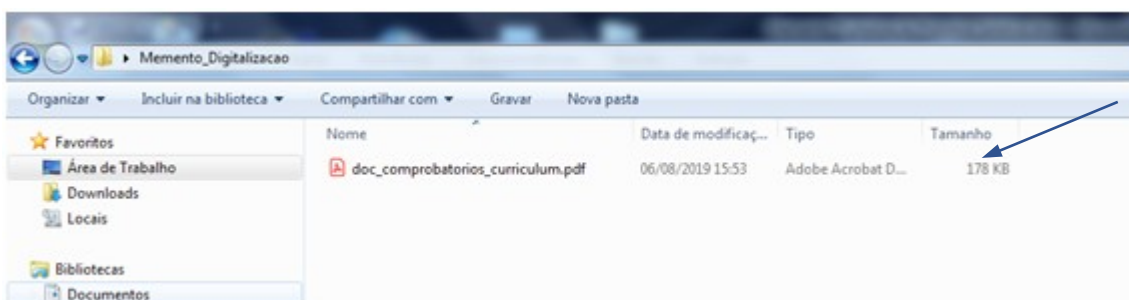 Memento_Digitalizacao
Organizar Incluir na biblioteca Compartilhar com Gravar Nova pasta
Favoritos
Área de Trabalho
Downloads
Locais
Bibliotecas
Documentos
Nome Data de modificaç... Tipo Tamanho
doc_comprobatorios_curriculum.pdf 06/08/2019 15:53 Adobe Acrobat D... 178 KB